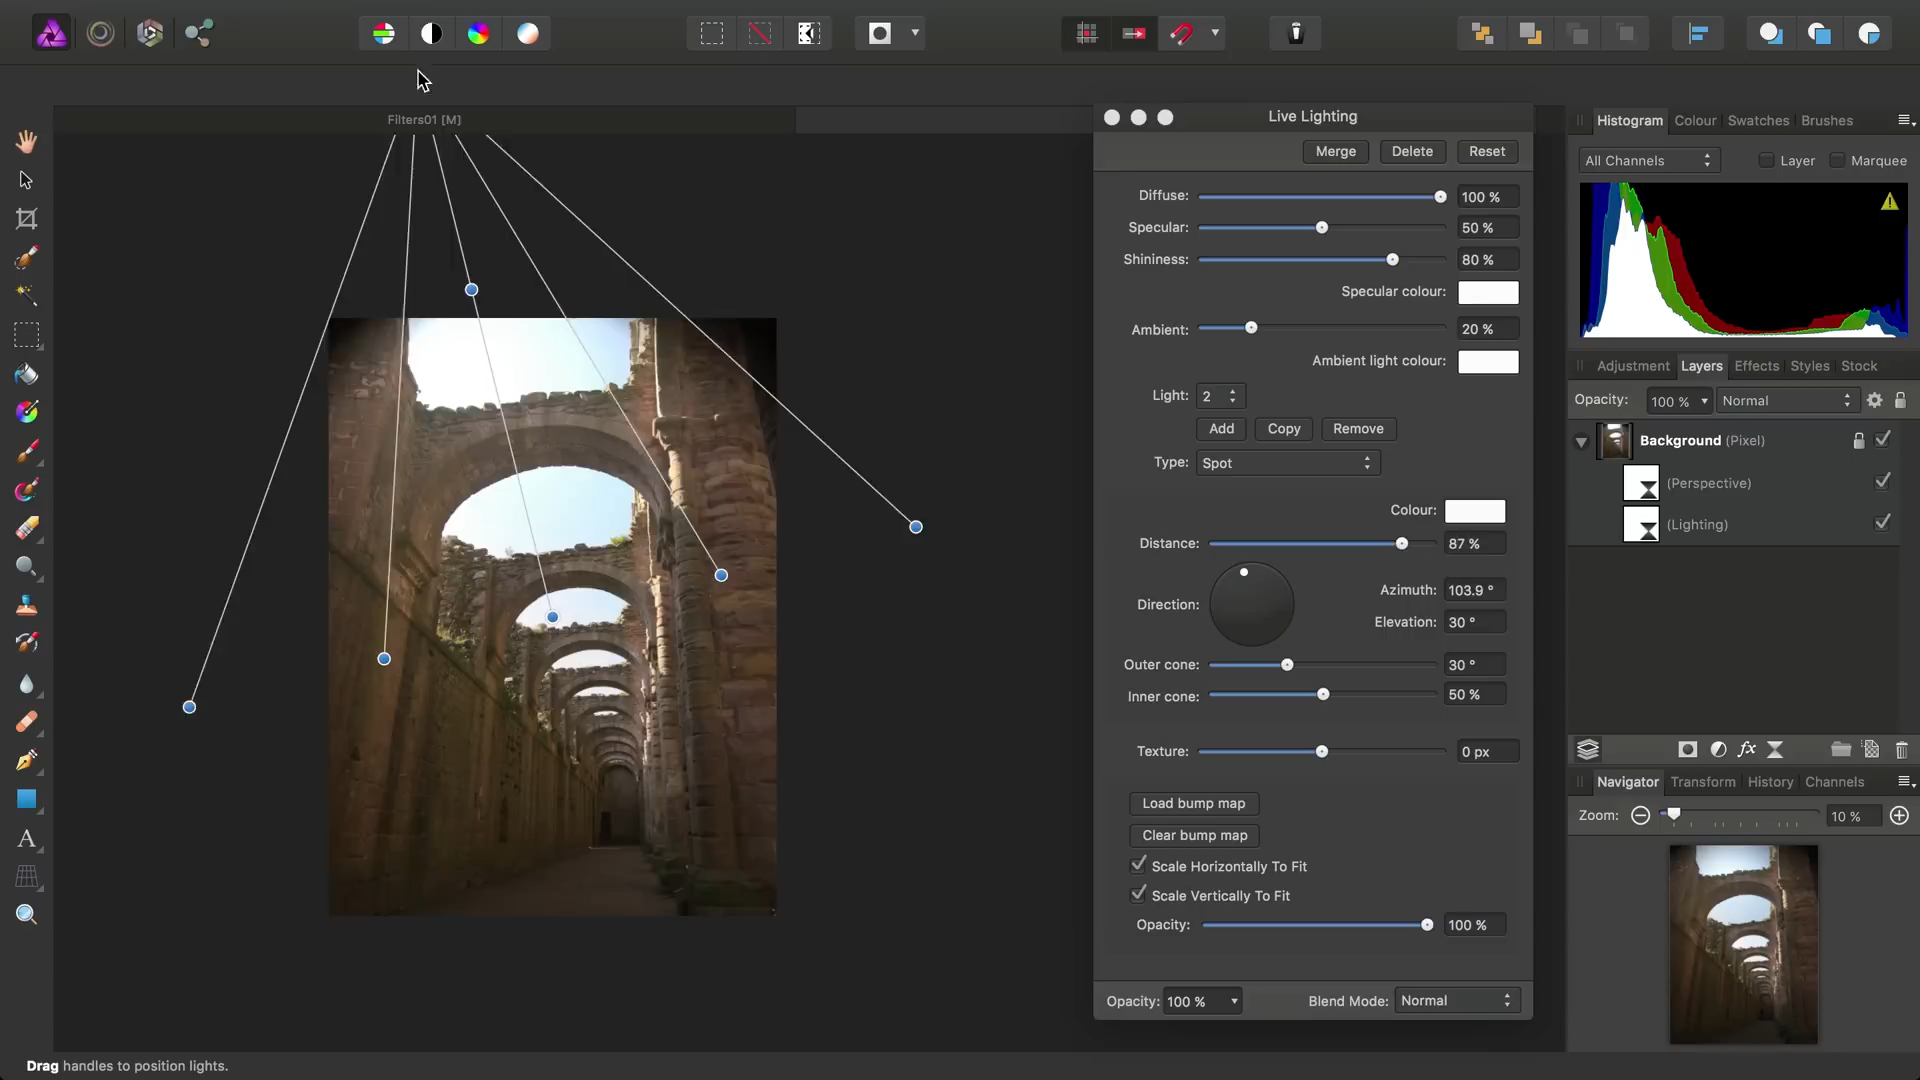 Filters01 [M]
Live Lighting
Merge Delete Reset
Diffuse: 100 %
Specular: 50 %
Shininess: 80 %
Specular colour:
Ambient: 20 %
Ambient light colour:
Light: 2
Add Copy Remove
Type: Spot
Colour:
Distance: 87 %
Direction:
Azimuth: 103.9 °
Elevation: 30 °
Outer cone: 30 °
Inner cone: 50 %
Texture: 0 px
Load bump map
Clear bump map
Scale Horizontally To Fit
Scale Vertically To Fit
Opacity: 100 %
Opacity: 100 % Blend Mode: Normal
Histogram Colour Swatches Brushes
All Channels Layer Marquee
Adjustment Layers Effects Styles Stock
Opacity: 100 % Normal
Background (Pixel)
(Perspective)
(Lighting)
fx
Navigator Transform History Channels
Zoom: 10 %
A
Drag handles to position lights.